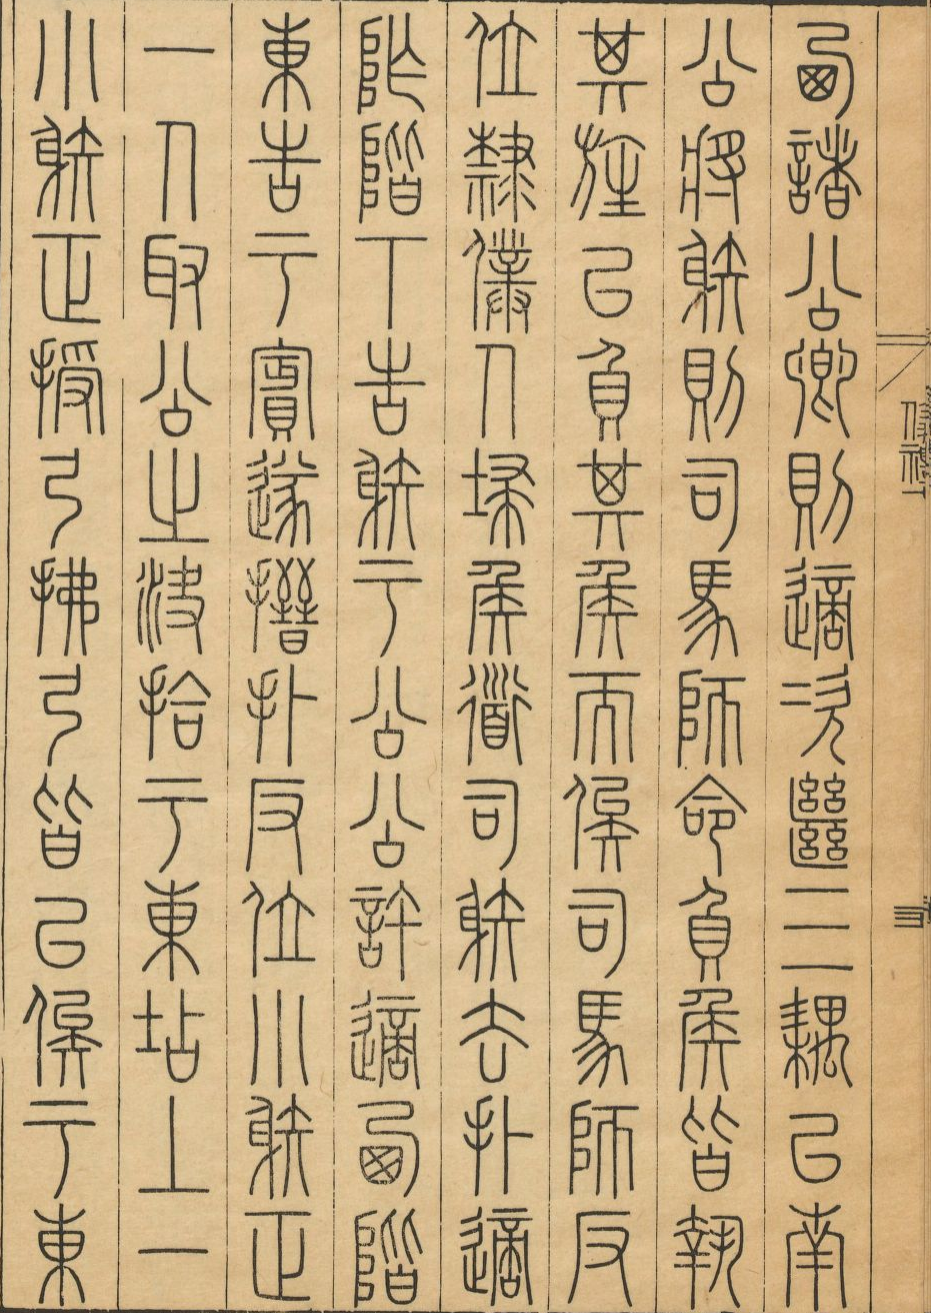 西諸公卿則適次繼三耦以南
公將射則司馬師命負侯皆執
其旌以負其侯而俟司馬師反
位隸僕人埽侯道司射去扑適
阼階下告射于公公許適西階
東告于賓遂搢扑反位小射正
一人取公之決拾于東坫上一
小射正授弓拂弓皆以俟于東